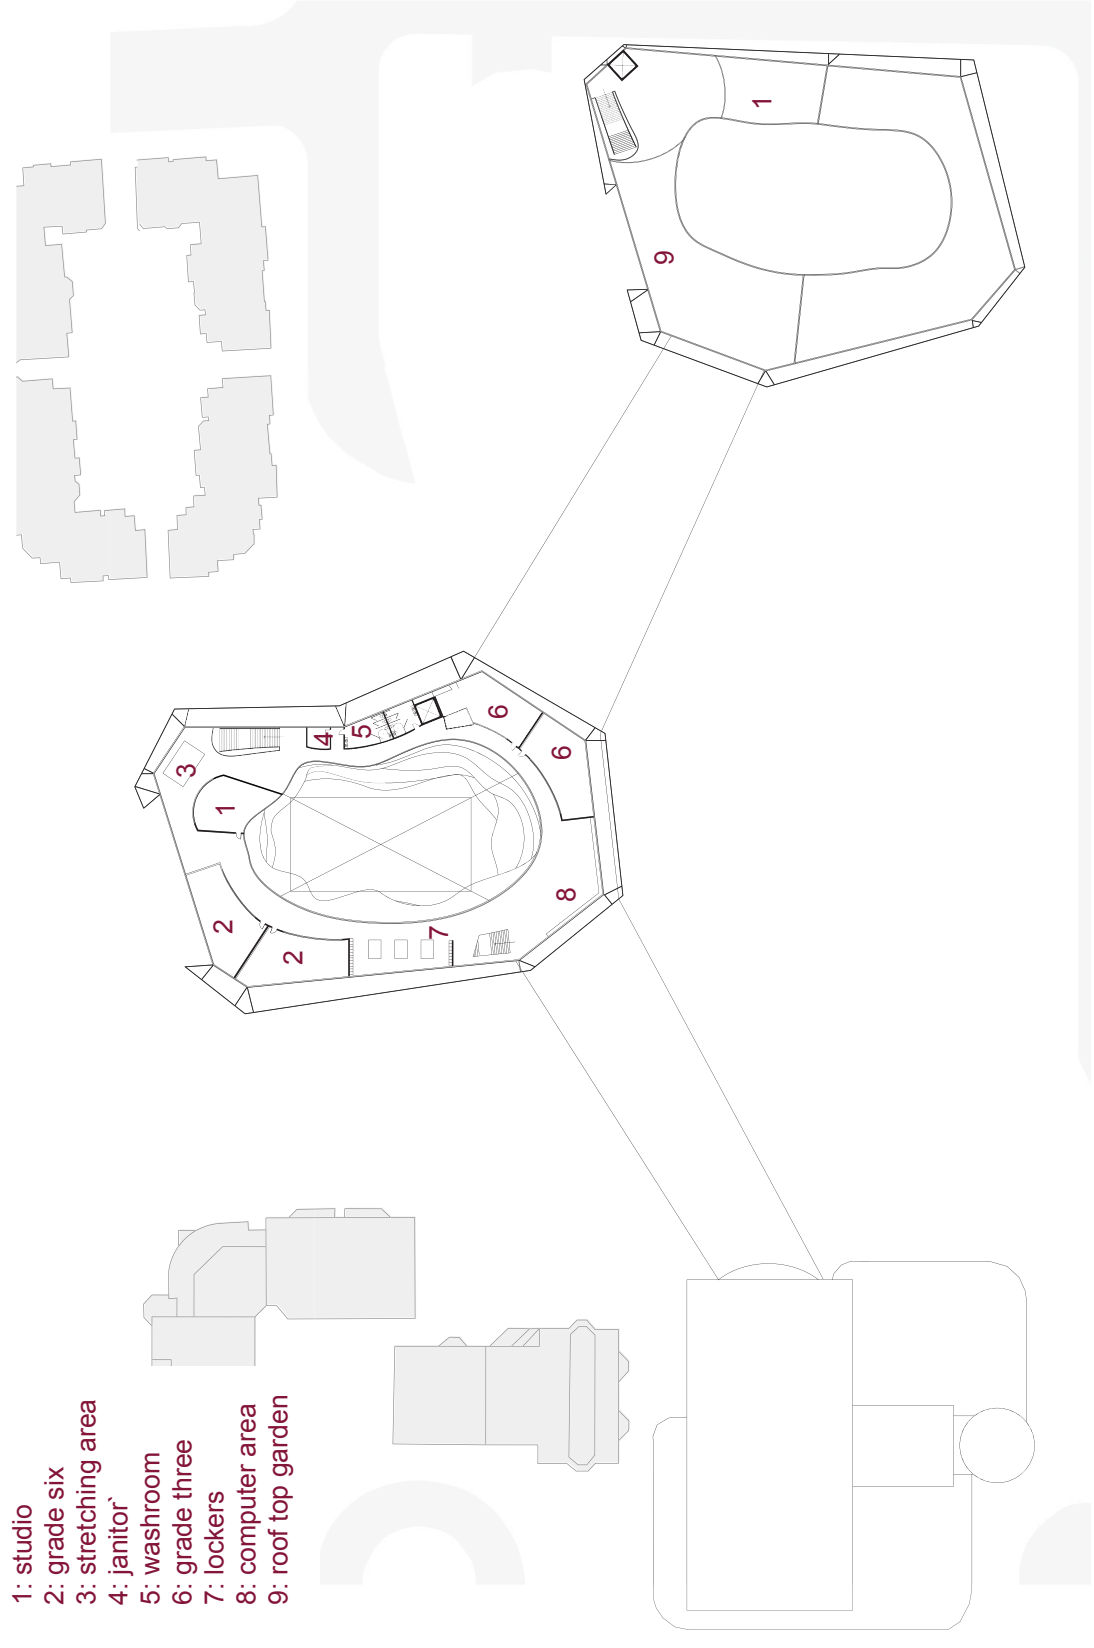 1: studio
2: grade six
3: stretching area
4: janitor`
5: washroom
6: grade three
7: lockers
8: computer area
9: roof top garden
1
9
3
4
5
6
6
1
2
2
7
8